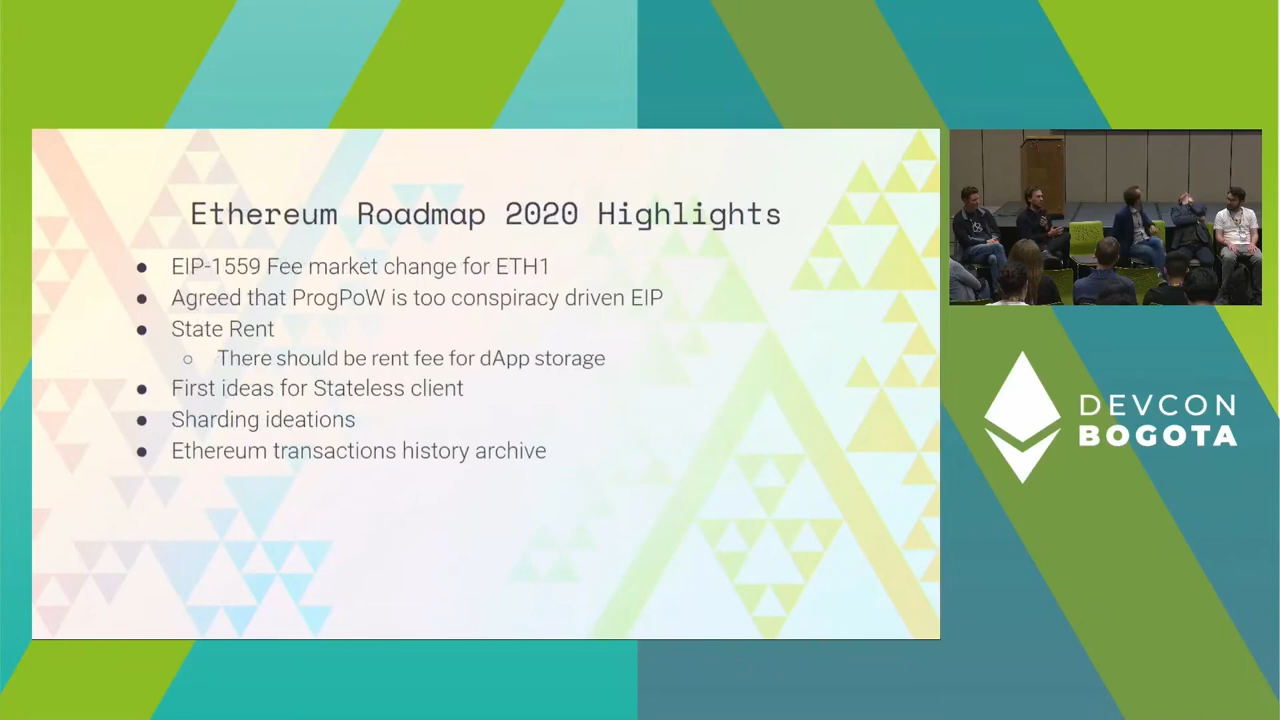 Ethereum Roadmap 2020 Highlights
● EIP-1559 Fee market change for ETH1
● Agreed that ProgPoW is too conspiracy driven EIP
● State Rent
○ There should be rent fee for dApp storage
● First ideas for Stateless client
● Sharding ideations
● Ethereum transactions history archive
DEVCON
BOGOTA